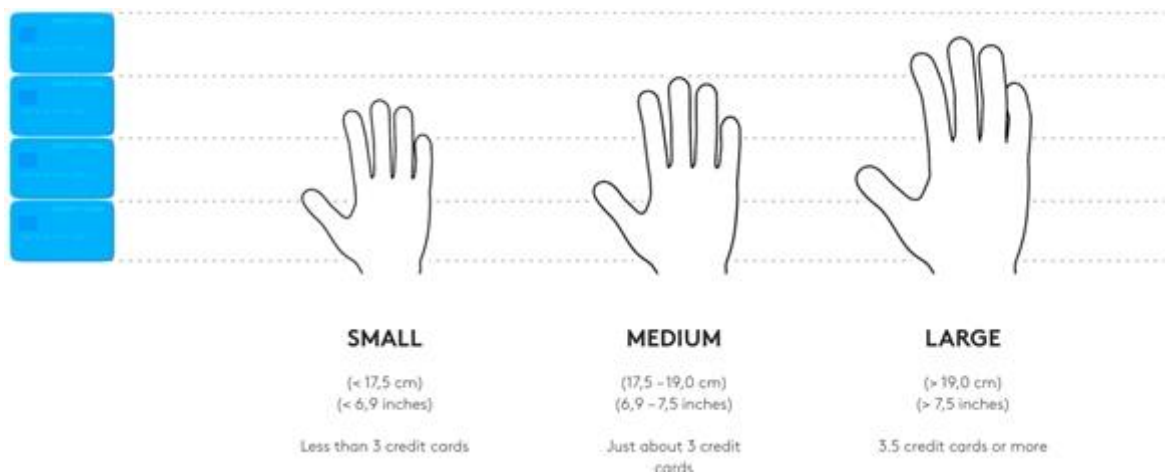 SMALL
(< 17,5 cm)
(< 6,9 inches)
Less than 3 credit cards
MEDIUM
(17,5 – 19,0 cm)
(6,9 – 7,5 inches)
Just about 3 credit
cards
LARGE
(> 19,0 cm)
(> 7,5 inches)
3.5 credit cards or more